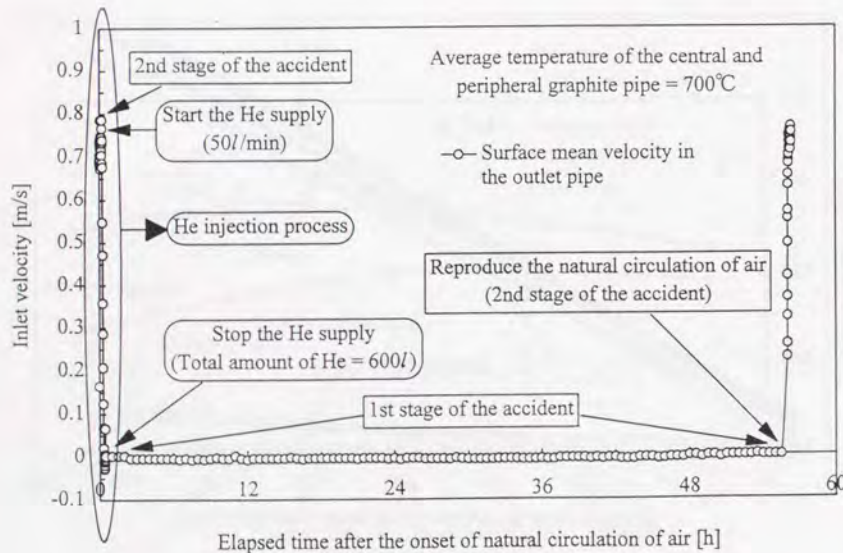 1
0.9
0.8
0.7
0.6
0.5
0.4
0.3
0.2
0.1
0
-0.1
Inlet velocity [m/s]
2nd stage of the accident
Start the He supply
(50l/min)
He injection process
Stop the He supply
(Total amount of He = 600l)
1st stage of the accident
Average temperature of the central and
peripheral graphite pipe = 700℃
Surface mean velocity in
the outlet pipe
Reproduce the natural circulation of air
(2nd stage of the accident)
0 12 24 36 48 60
Elapsed time after the onset of natural circulation of air [h]